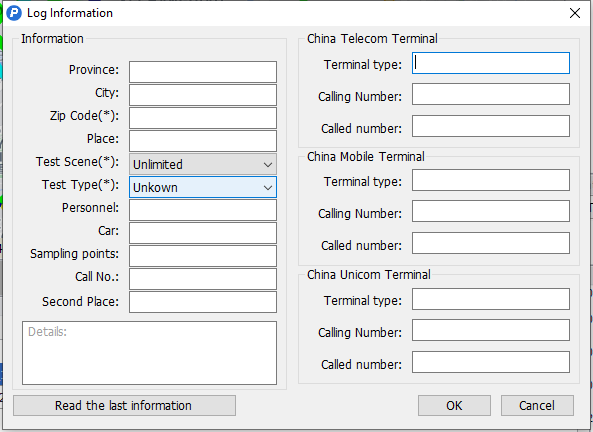 Log Information
Information
Province:
City:
Zip Code(*):
Place:
Test Scene(*): Unlimited
Test Type(*): Unkown
Personnel:
Car:
Sampling points:
Call No.:
Second Place:
Details:
Read the last information
China Telecom Terminal
Terminal type:
Calling Number:
Called number:
China Mobile Terminal
Terminal type:
Calling Number:
Called number:
China Unicom Terminal
Terminal type:
Calling Number:
Called number:
OK
Cancel